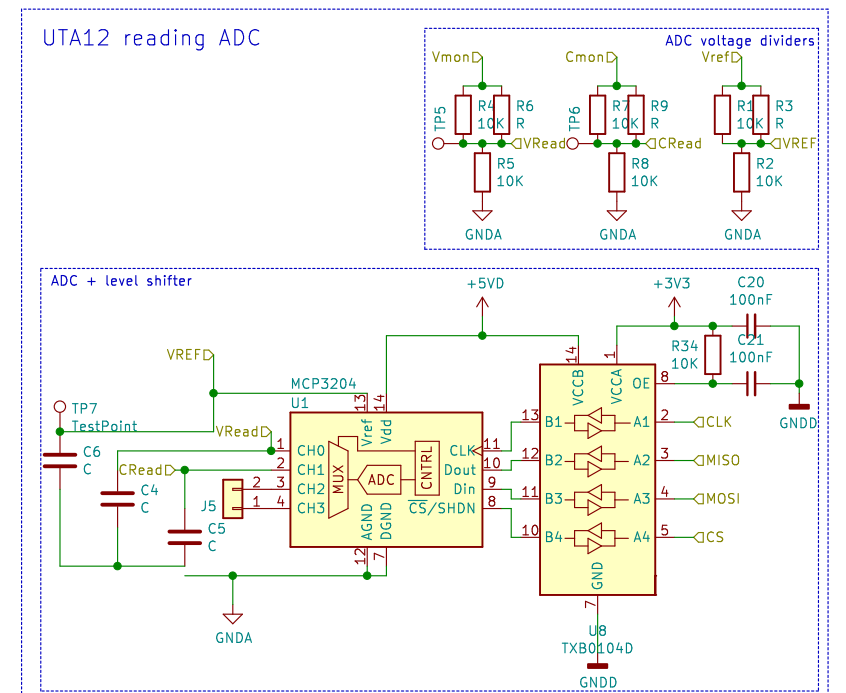 UTA12 reading ADC
ADC voltage dividers
Vmon
Cmon
Vref
TP5
R4
10K
R6
R
VRead
R5
10K
GNDA
TP6
R7
10K
R9
R
CRead
R8
10K
GNDA
R1
10K
R3
R
VREF
R2
10K
GNDA
ADC + level shifter
+5VD
+3V3
C20
100nF
C21
100nF
R34
10K
GNDD
VREF
TP7
TestPoint
VRead
CRead
C6
C
C4
C
C5
C
J5
2
1
MCP3204
U1
13
14
Vref
Vdd
1 CH0
2 CH1
3 CH2
4 CH3
MUX
ADC
CNTRL
CLK 11
Dout 10
Din 9
CS/SHDN 8
AGND
DGND
12
7
GNDA
14
1
VCCB
VCCA
OE 8
13 B1
A1 2
CLK
12 B2
A2 3
MISO
11 B3
A3 4
MOSI
10 B4
A4 5
CS
GND
7
U8
TXB0104D
GNDD